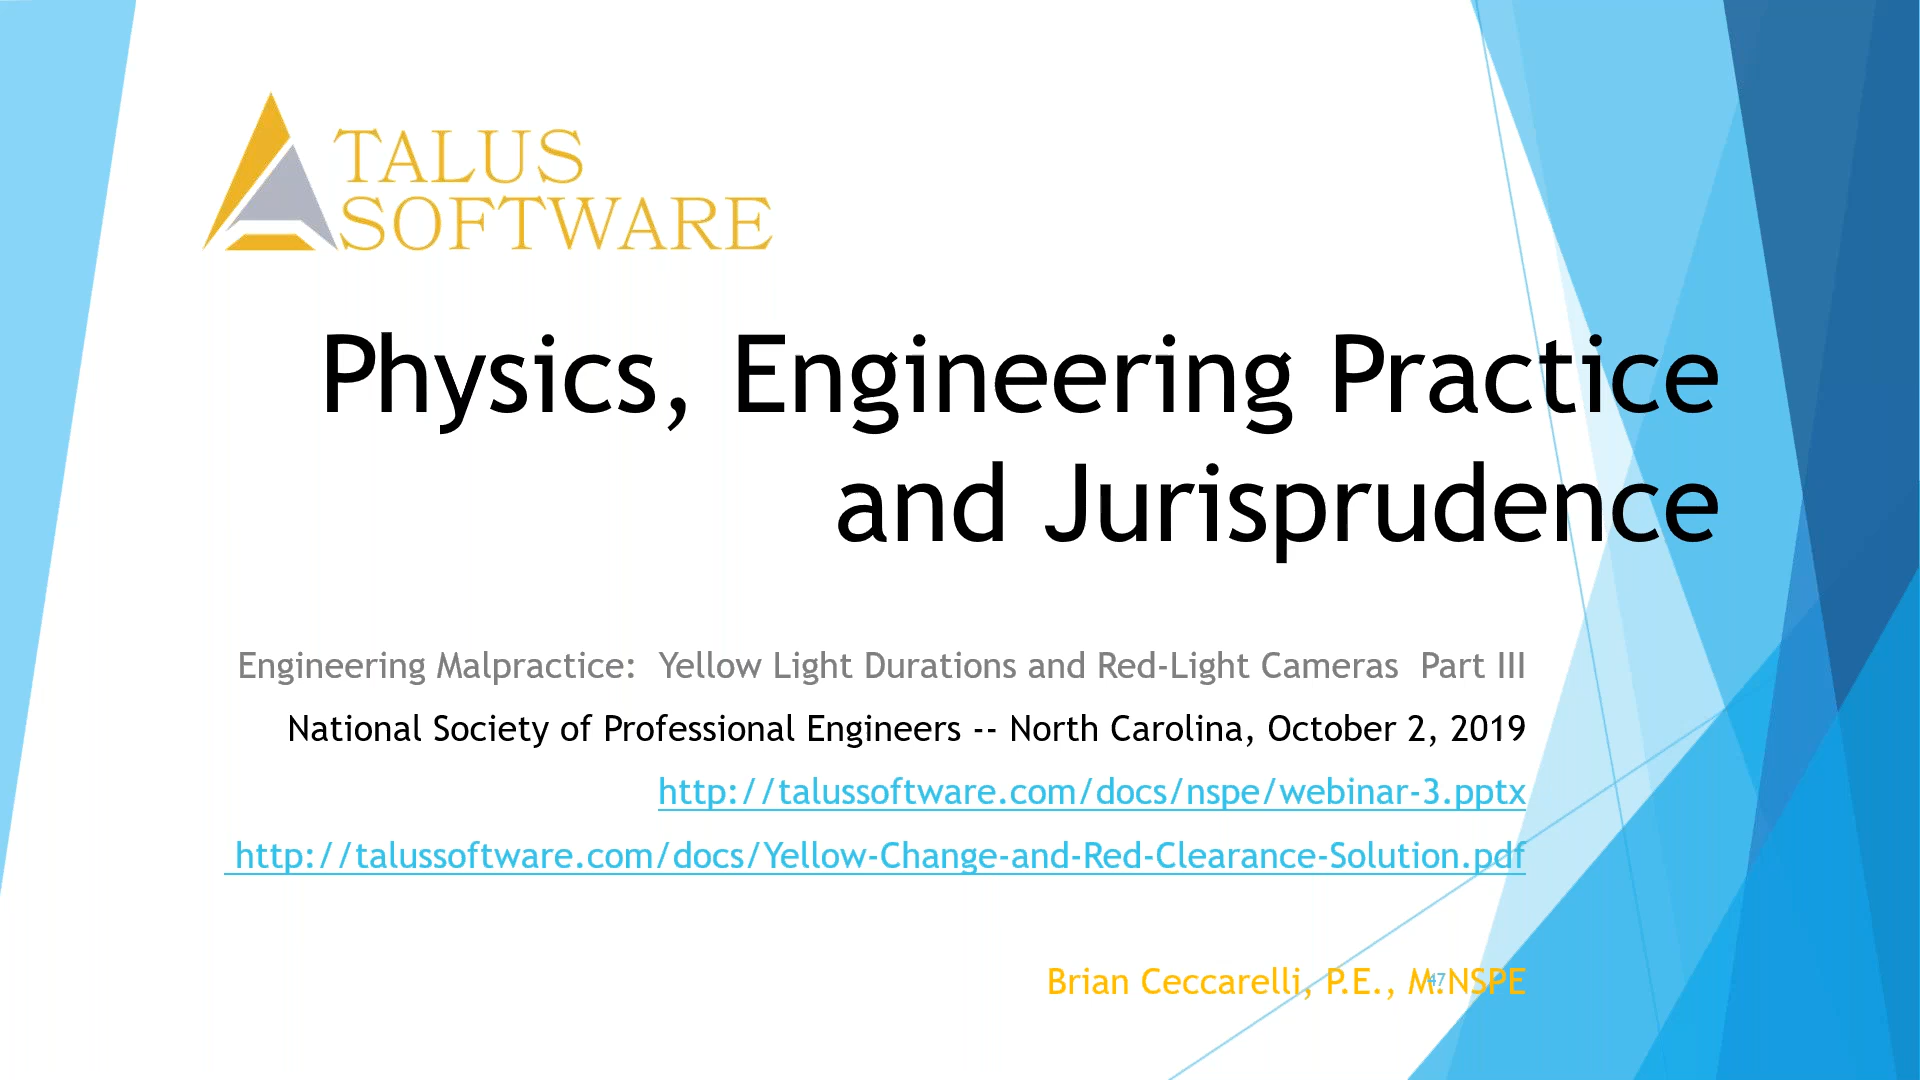 TALUS
SOFTWARE
Physics, Engineering Practice
and Jurisprudence
Engineering Malpractice:  Yellow Light Durations and Red-Light Cameras  Part III
National Society of Professional Engineers -- North Carolina, October 2, 2019
http://talussoftware.com/docs/nspe/webinar-3.pptx
http://talussoftware.com/docs/Yellow-Change-and-Red-Clearance-Solution.pdf
Brian Ceccarelli, P.E., M.NSPE
47